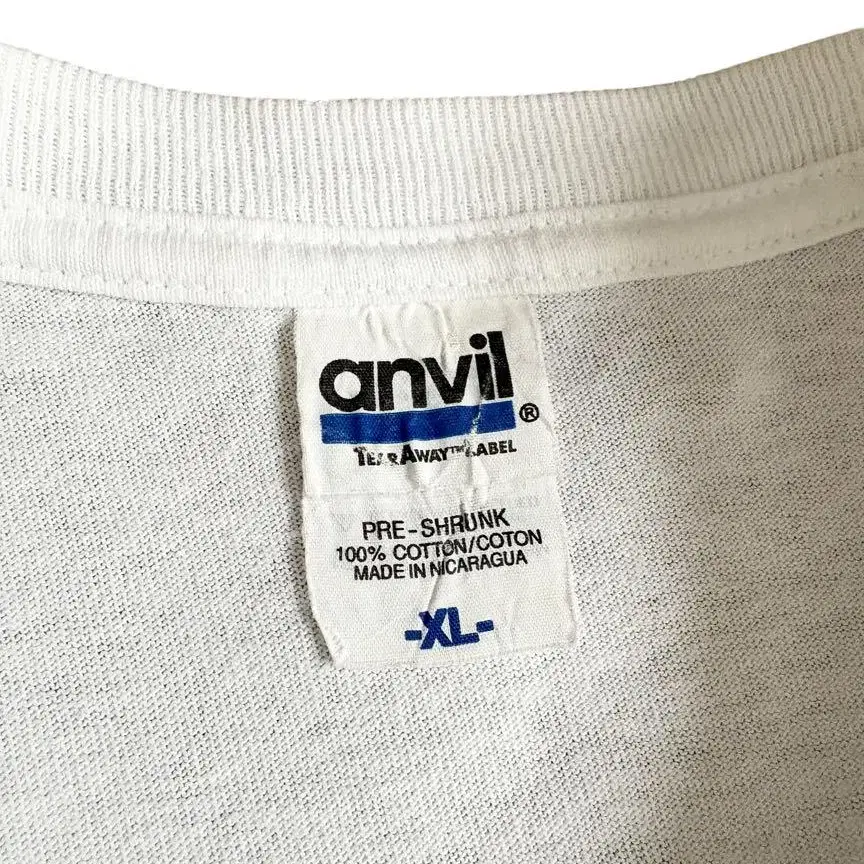 anvil®
TEARAWAY™LABEL
PRE-SHRUNK
100% COTTON/COTON
MADE IN NICARAGUA
-XL-